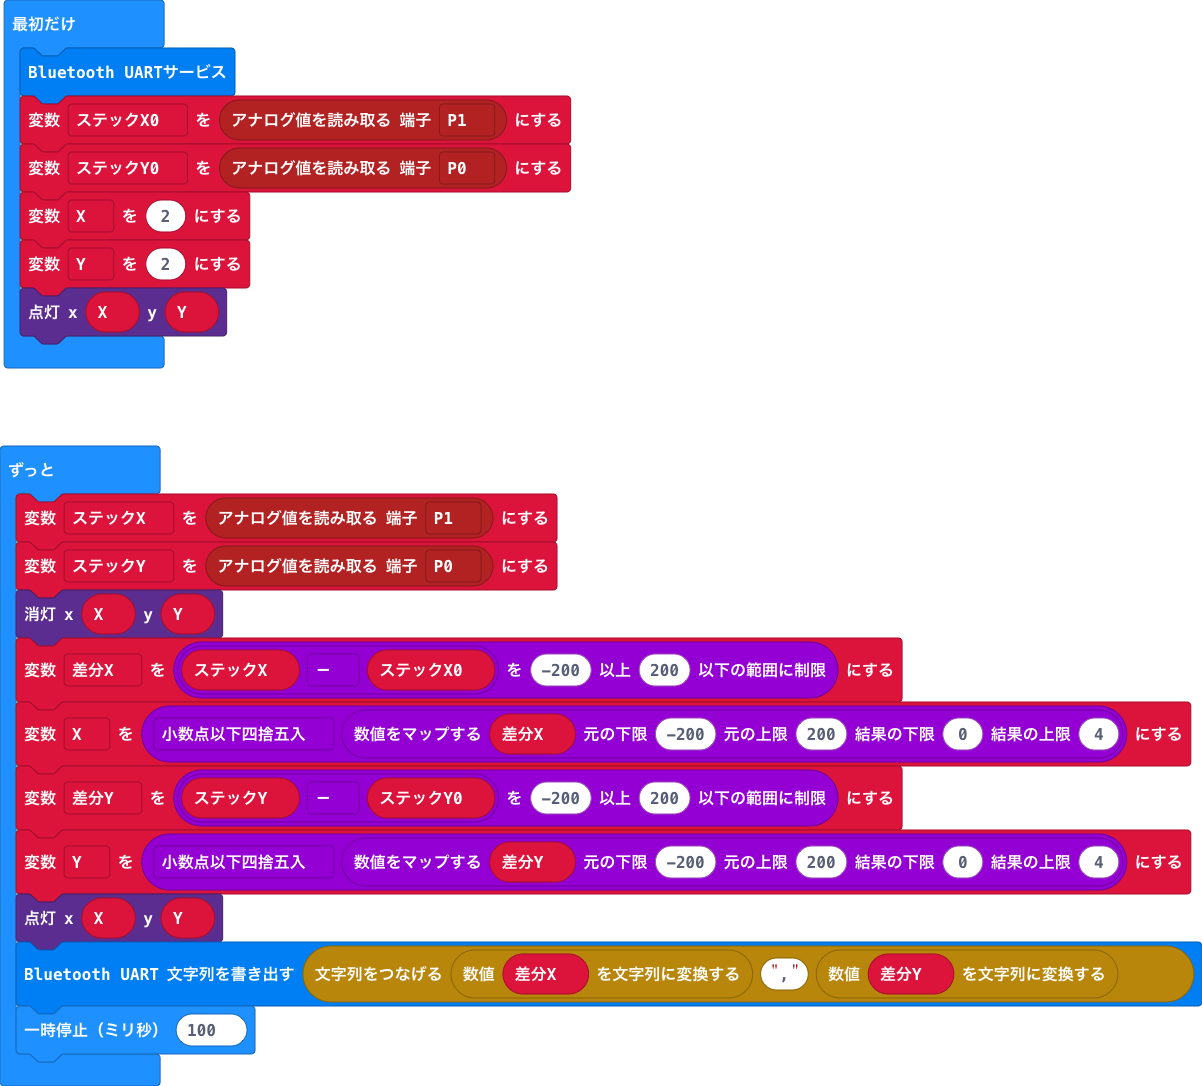 最初だけ
Bluetooth UARTサービス
変数 ステックX0 を アナログ値を読み取る 端子 P1 にする
変数 ステックY0 を アナログ値を読み取る 端子 P0 にする
変数 X を 2 にする
変数 Y を 2 にする
点灯 x X y Y
ずっと
変数 ステックX を アナログ値を読み取る 端子 P1 にする
変数 ステックY を アナログ値を読み取る 端子 P0 にする
消灯 x X y Y
変数 差分X を ステックX － ステックX0 を -200 以上 200 以下の範囲に制限 にする
変数 X を 小数点以下四捨五入 数値をマップする 差分X 元の下限 -200 元の上限 200 結果の下限 0 結果の上限 4 にする
変数 差分Y を ステックY － ステックY0 を -200 以上 200 以下の範囲に制限 にする
変数 Y を 小数点以下四捨五入 数値をマップする 差分Y 元の下限 -200 元の上限 200 結果の下限 0 結果の上限 4 にする
点灯 x X y Y
Bluetooth UART 文字列を書き出す 文字列をつなげる 数値 差分X を文字列に変換する "," 数値 差分Y を文字列に変換する
一時停止（ミリ秒） 100